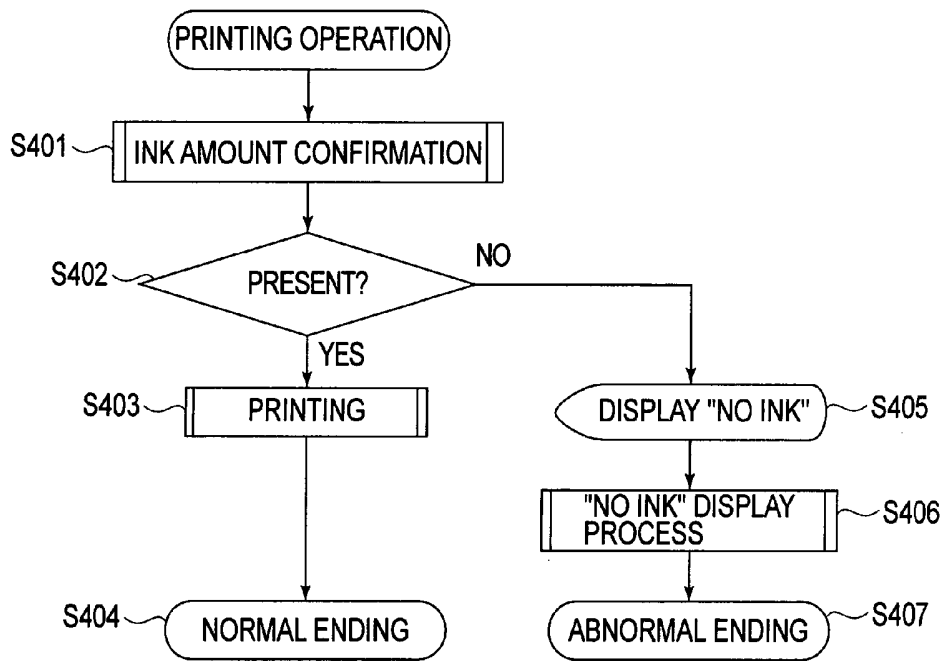 PRINTING OPERATION
S401
INK AMOUNT CONFIRMATION
S402
PRESENT?
NO
YES
S403
PRINTING
DISPLAY "NO INK"
S405
"NO INK" DISPLAY
PROCESS
S406
S404
NORMAL ENDING
ABNORMAL ENDING
S407